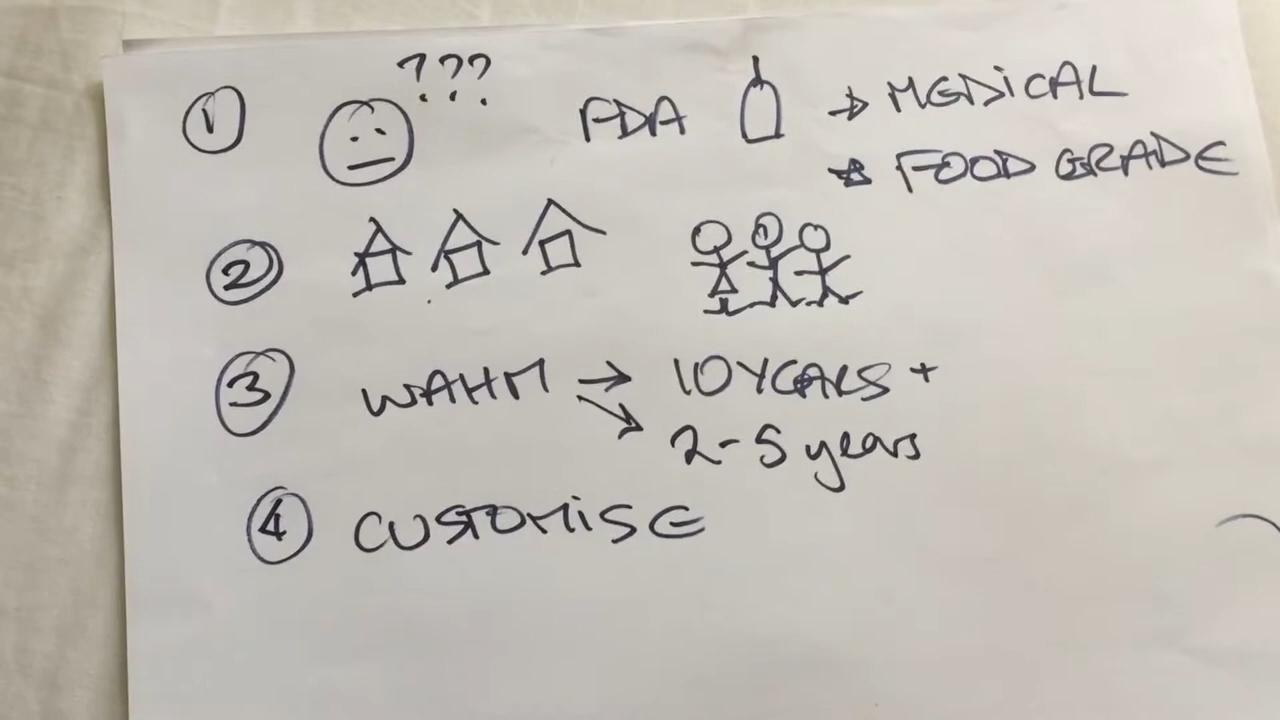 1 ??? FDA → MEDICAL
→ FOOD GRADE
2
3 WAHM → 10 YEARS +
→ 2-5 years
4 CUSTOMISE